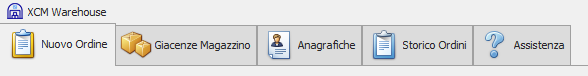 XCM Warehouse
Nuovo Ordine Giacenze Magazzino Anagrafiche Storico Ordini Assistenza